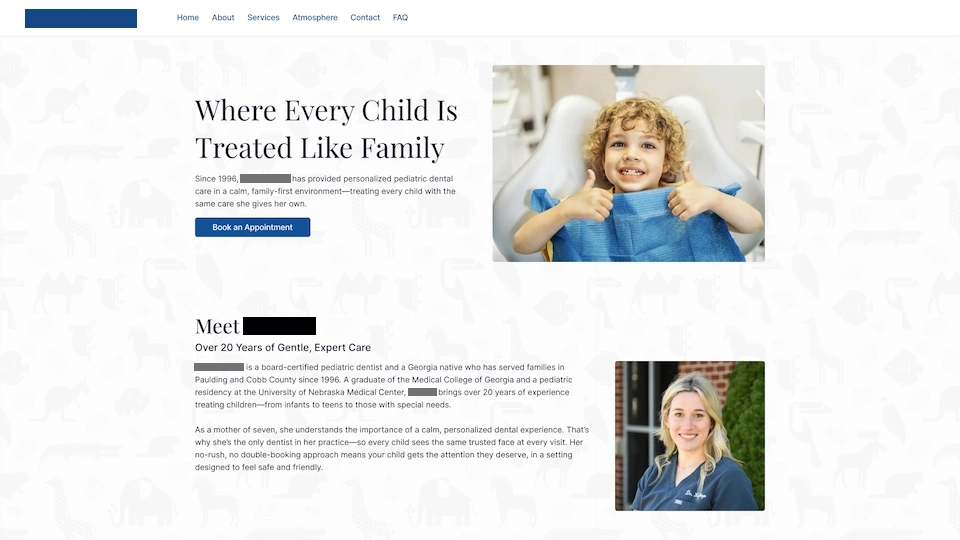 Home About Services Atmosphere Contact FAQ
Where Every Child Is
Treated Like Family
Since 1996, has provided personalized pediatric dental
care in a calm, family-first environment—treating every child with the
same care she gives her own.
Book an Appointment
Meet
Over 20 Years of Gentle, Expert Care
is a board-certified pediatric dentist and a Georgia native who has served families in
Paulding and Cobb County since 1996. A graduate of the Medical College of Georgia and a pediatric
residency at the University of Nebraska Medical Center, brings over 20 years of experience
treating children—from infants to teens to those with special needs.
As a mother of seven, she understands the importance of a calm, personalized dental experience. That's
why she's the only dentist in her practice—so every child sees the same trusted face at every visit. Her
no-rush, no double-booking approach means your child gets the attention they deserve, in a setting
designed to feel safe and friendly.
Dr.